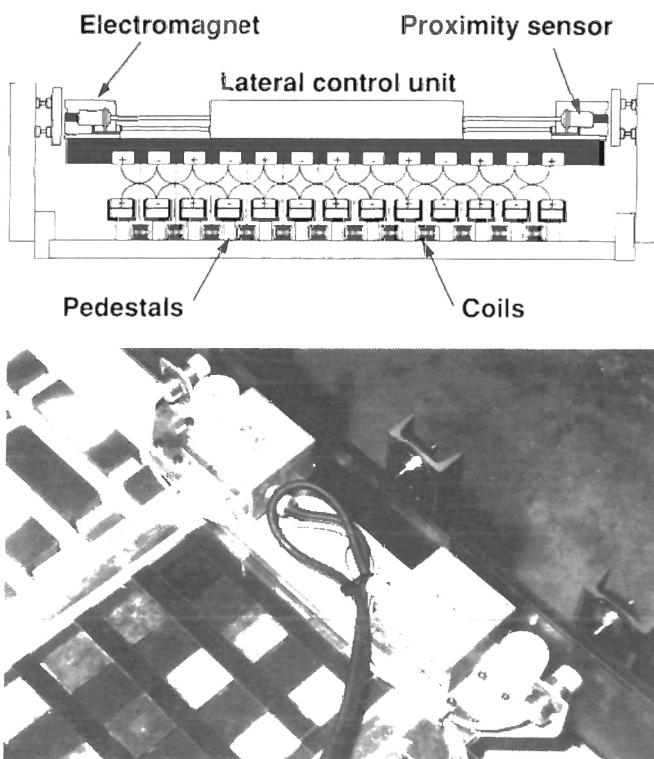 Electromagnet Proximity sensor
Lateral control unit
+ - + - + - + - + - + - +
Pedestals Coils